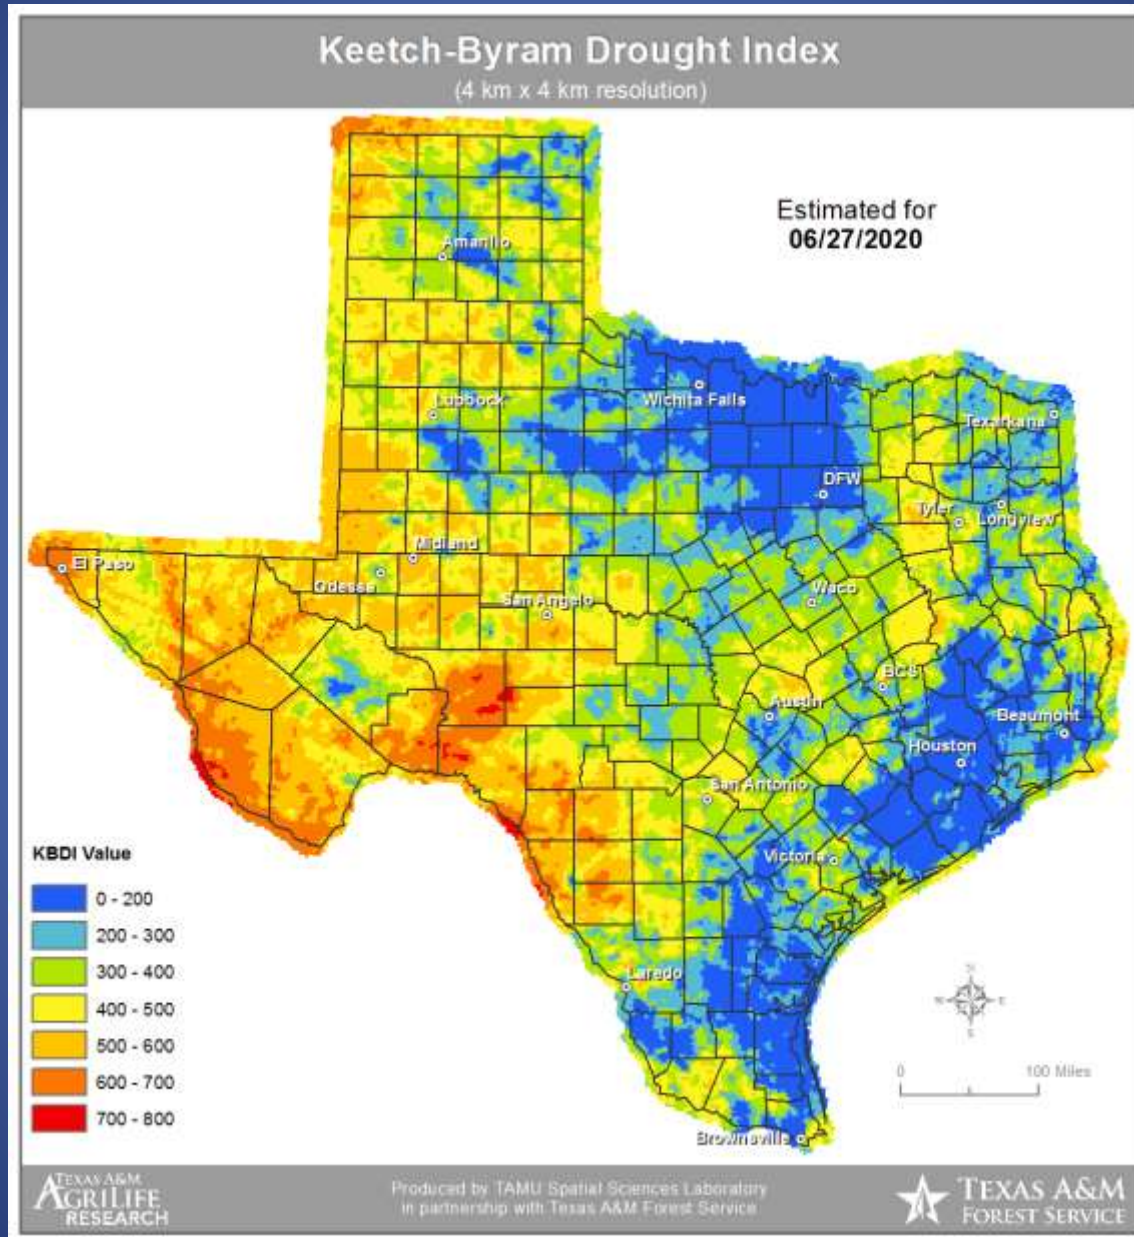 Keetch-Byram Drought Index
(4 km x 4 km resolution)
Estimated for
06/27/2020
Amarillo
Lubbock
Wichita Falls
Texarkana
DFW
Tyler
Longview
Midland
El Paso
Odessa
San Angelo
Waco
BCS
Austin
Beaumont
Houston
San Antonio
Victoria
Laredo
Brownsville
KBDI Value
0 - 200
200 - 300
300 - 400
400 - 500
500 - 600
600 - 700
700 - 800
N
W E
S
0 100 Miles
TEXAS A&M
AGRILIFE
RESEARCH
Produced by TAMU Spatial Sciences Laboratory
in partnership with Texas A&M Forest Service
TEXAS A&M
FOREST SERVICE